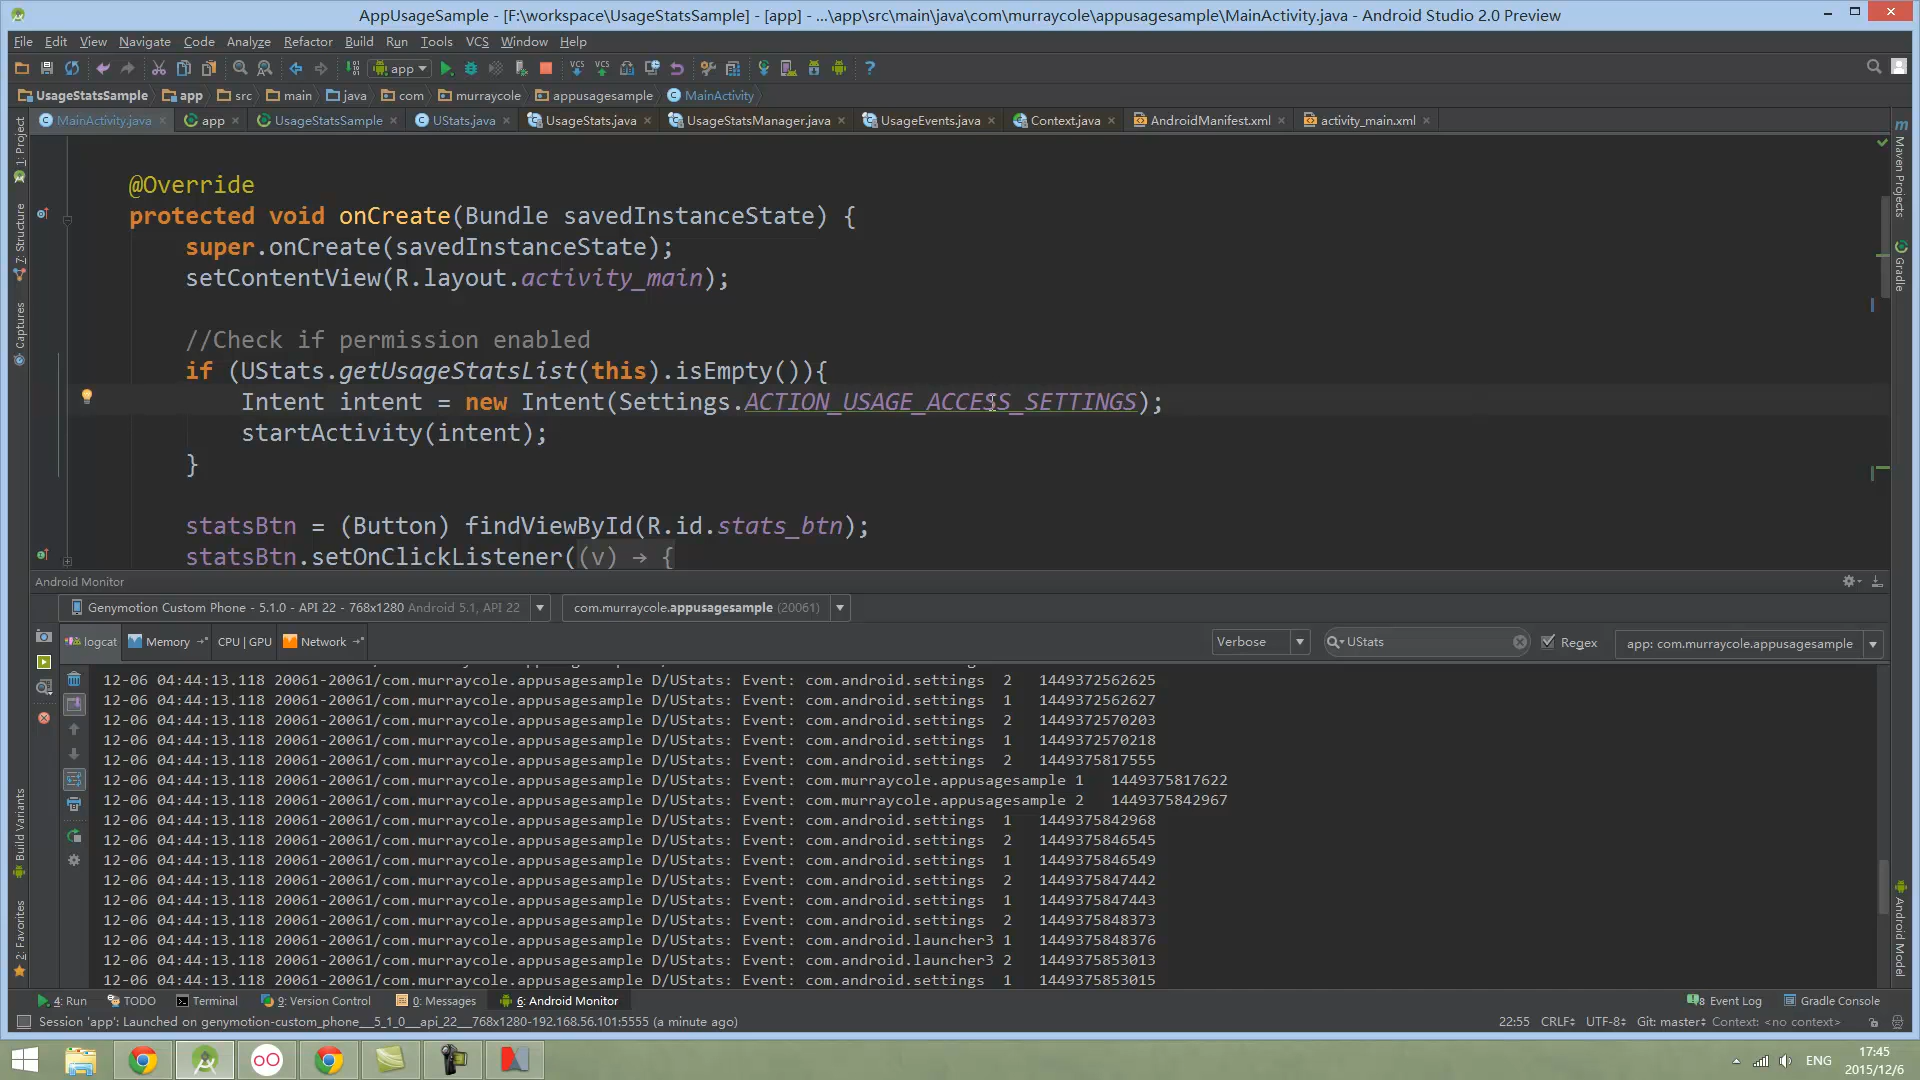 AppUsageSample - [F:\workspace\UsageStatsSample] - [app] - ...\app\src\main\java\com\murraycole\appusagesample\MainActivity.java - Android Studio 2.0 Preview
File Edit View Navigate Code Analyze Refactor Build Run Tools VCS Window Help
app
UsageStatsSample app src main java com murraycole appusagesample MainActivity
MainActivity.java app UsageStatsSample UStats.java UsageStats.java UsageStatsManager.java UsageEvents.java Context.java AndroidManifest.xml activity_main.xml
1: Project
7: Structure
Captures
Build Variants
2: Favorites
Maven Projects
Gradle
Android Model
@Override
protected void onCreate(Bundle savedInstanceState) {
super.onCreate(savedInstanceState);
setContentView(R.layout.activity_main);
//Check if permission enabled
if (UStats.getUsageStatsList(this).isEmpty()){
Intent intent = new Intent(Settings.ACTION_USAGE_ACCESS_SETTINGS);
startActivity(intent);
}
statsBtn = (Button) findViewById(R.id.stats_btn);
statsBtn.setOnClickListener((v) → {
Android Monitor
Genymotion Custom Phone - 5.1.0 - API 22 - 768x1280 Android 5.1, API 22 com.murraycole.appusagesample (20061)
logcat Memory CPU | GPU Network Verbose UStats Regex app: com.murraycole.appusagesample
12-06 04:44:13.118 20061-20061/com.murraycole.appusagesample D/UStats: Event: com.android.settings 2 1449372562625
12-06 04:44:13.118 20061-20061/com.murraycole.appusagesample D/UStats: Event: com.android.settings 1 1449372562627
12-06 04:44:13.118 20061-20061/com.murraycole.appusagesample D/UStats: Event: com.android.settings 2 1449372570203
12-06 04:44:13.118 20061-20061/com.murraycole.appusagesample D/UStats: Event: com.android.settings 1 1449372570218
12-06 04:44:13.118 20061-20061/com.murraycole.appusagesample D/UStats: Event: com.android.settings 2 1449375817555
12-06 04:44:13.118 20061-20061/com.murraycole.appusagesample D/UStats: Event: com.murraycole.appusagesample 1 1449375817622
12-06 04:44:13.118 20061-20061/com.murraycole.appusagesample D/UStats: Event: com.murraycole.appusagesample 2 1449375842967
12-06 04:44:13.118 20061-20061/com.murraycole.appusagesample D/UStats: Event: com.android.settings 1 1449375842968
12-06 04:44:13.118 20061-20061/com.murraycole.appusagesample D/UStats: Event: com.android.settings 2 1449375846545
12-06 04:44:13.118 20061-20061/com.murraycole.appusagesample D/UStats: Event: com.android.settings 1 1449375846549
12-06 04:44:13.118 20061-20061/com.murraycole.appusagesample D/UStats: Event: com.android.settings 2 1449375847442
12-06 04:44:13.118 20061-20061/com.murraycole.appusagesample D/UStats: Event: com.android.settings 1 1449375847443
12-06 04:44:13.118 20061-20061/com.murraycole.appusagesample D/UStats: Event: com.android.settings 2 1449375848373
12-06 04:44:13.118 20061-20061/com.murraycole.appusagesample D/UStats: Event: com.android.launcher3 1 1449375848376
12-06 04:44:13.118 20061-20061/com.murraycole.appusagesample D/UStats: Event: com.android.launcher3 2 1449375853013
12-06 04:44:13.118 20061-20061/com.murraycole.appusagesample D/UStats: Event: com.android.settings 1 1449375853015
4: Run TODO Terminal 9: Version Control 0: Messages 6: Android Monitor 8 Event Log Gradle Console
Session 'app': Launched on genymotion-custom_phone___5_1_0___api_22___768x1280-192.168.56.101:5555 (a minute ago) 22:55 CRLF UTF-8 Git: master Context: <no context>
ENG 17:45
2015/12/6